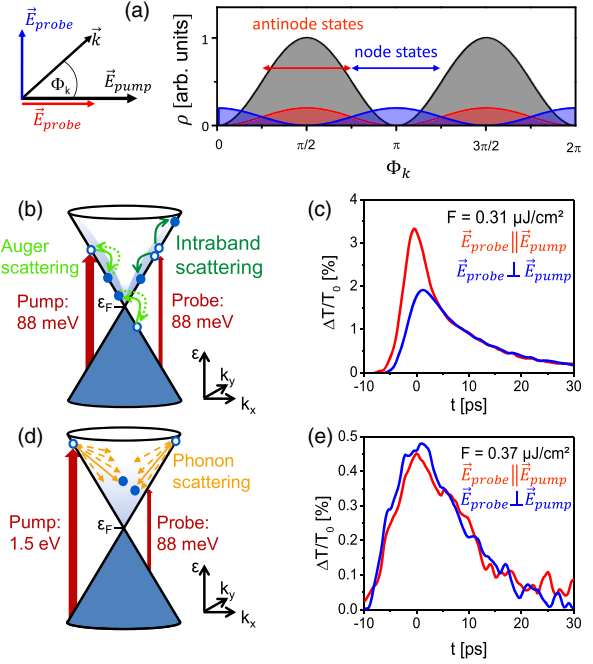 (a)
E⃗probe
k⃗
Φk
E⃗pump
E⃗probe
antinode states
node states
ρ [arb. units]
1
0
0
π/2
π
3π/2
2π
Φk
(b)
Auger
scattering
Intraband
scattering
Pump:
88 meV
εF
Probe:
88 meV
ε
ky
kx
(c)
F = 0.31 µJ/cm²
E⃗probe∥E⃗pump
E⃗probe⊥E⃗pump
ΔT/T0 [%]
4
3
2
1
0
-10
0
10
20
30
t [ps]
(d)
Phonon
scattering
Pump:
1.5 eV
εF
Probe:
88 meV
ε
ky
kx
(e)
F = 0.37 µJ/cm²
E⃗probe∥E⃗pump
E⃗probe⊥E⃗pump
ΔT/T0 [%]
0.5
0.4
0.3
0.2
0.1
0.0
-10
0
10
20
30
t [ps]